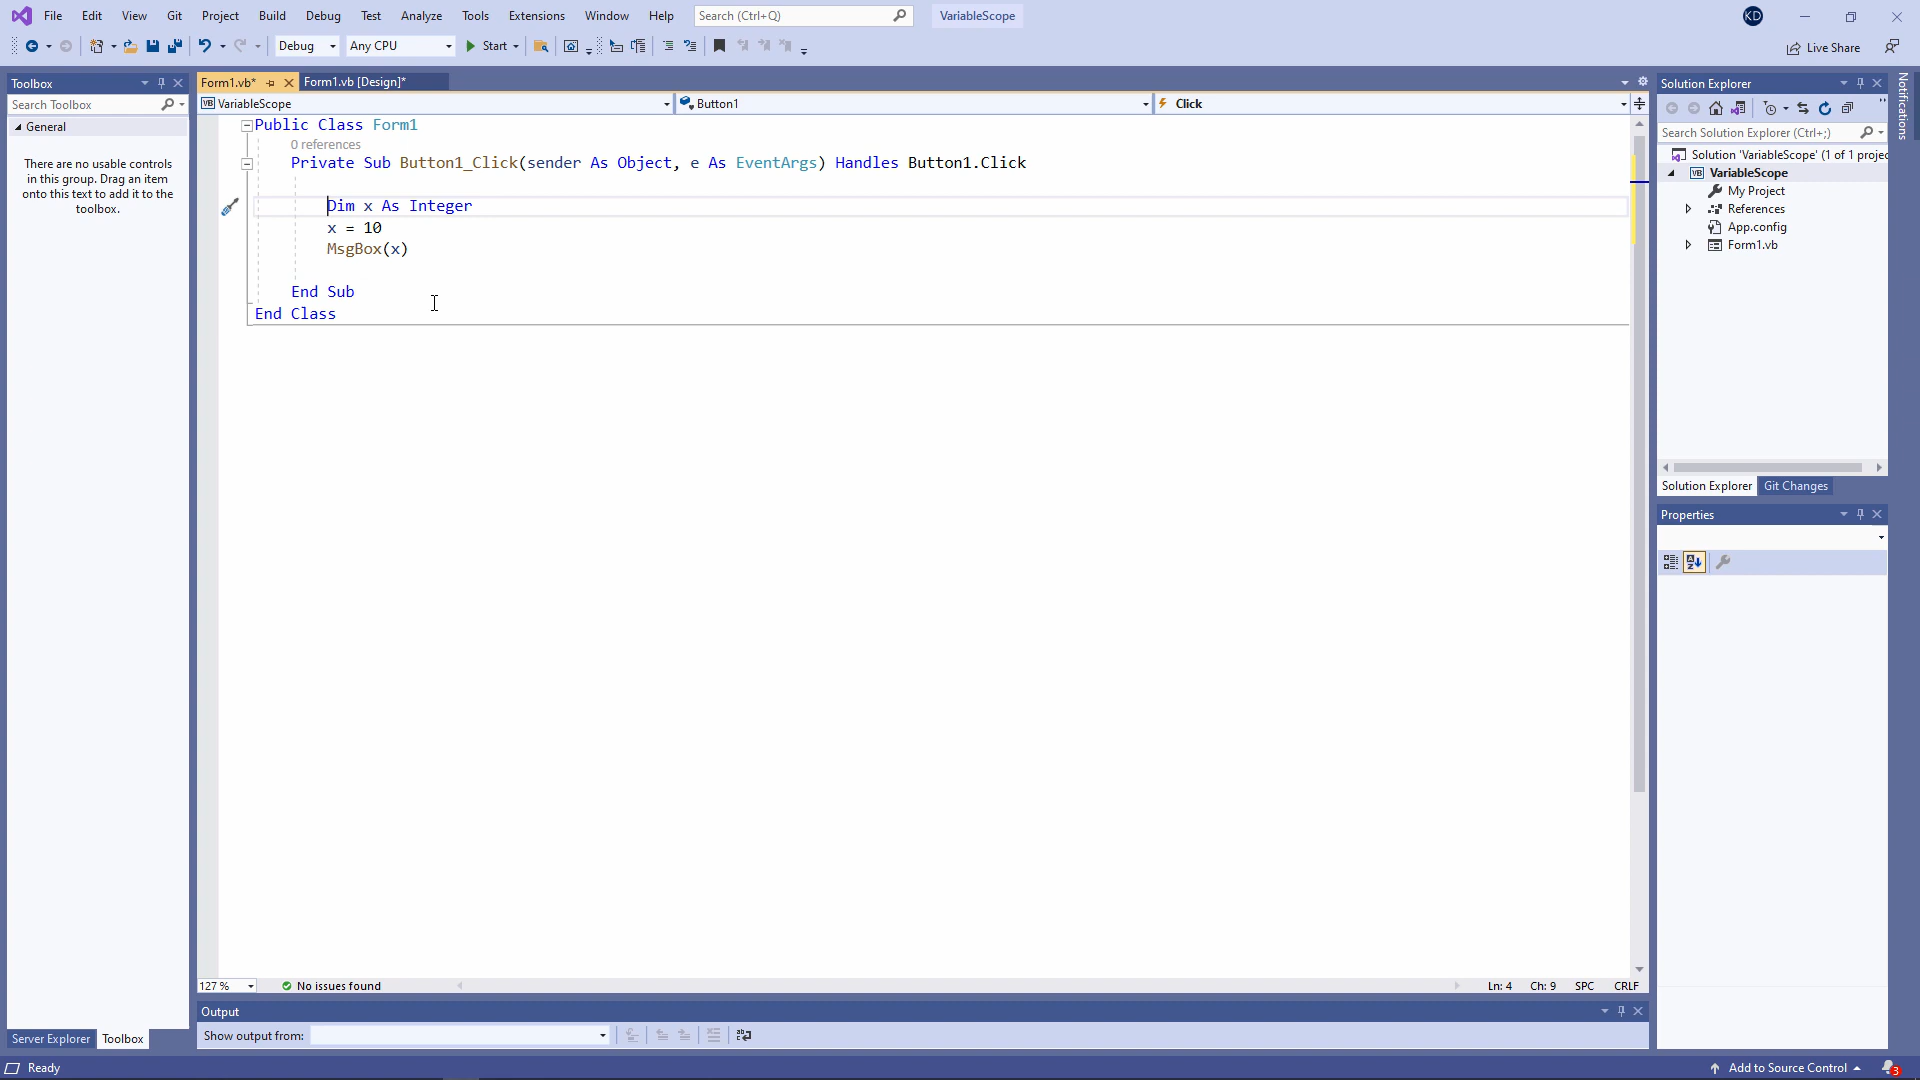 File Edit View Git Project Build Debug Test Analyze Tools Extensions Window Help Search (Ctrl+Q) VariableScope KD
Debug Any CPU Start Live Share
Toolbox
Search Toolbox
General
There are no usable controls
in this group. Drag an item
onto this text to add it to the
toolbox.
Server Explorer Toolbox
Form1.vb* Form1.vb [Design]*
VB VariableScope Button1 Click
Public Class Form1
0 references
Private Sub Button1_Click(sender As Object, e As EventArgs) Handles Button1.Click
Dim x As Integer
x = 10
MsgBox(x)
End Sub
End Class
127 % No issues found Ln: 4 Ch: 9 SPC CRLF
Output
Show output from:
Solution Explorer
Search Solution Explorer (Ctrl+;)
Solution 'VariableScope' (1 of 1 projec
VB VariableScope
My Project
References
App.config
Form1.vb
Solution Explorer Git Changes
Properties
Notifications
Ready Add to Source Control 3